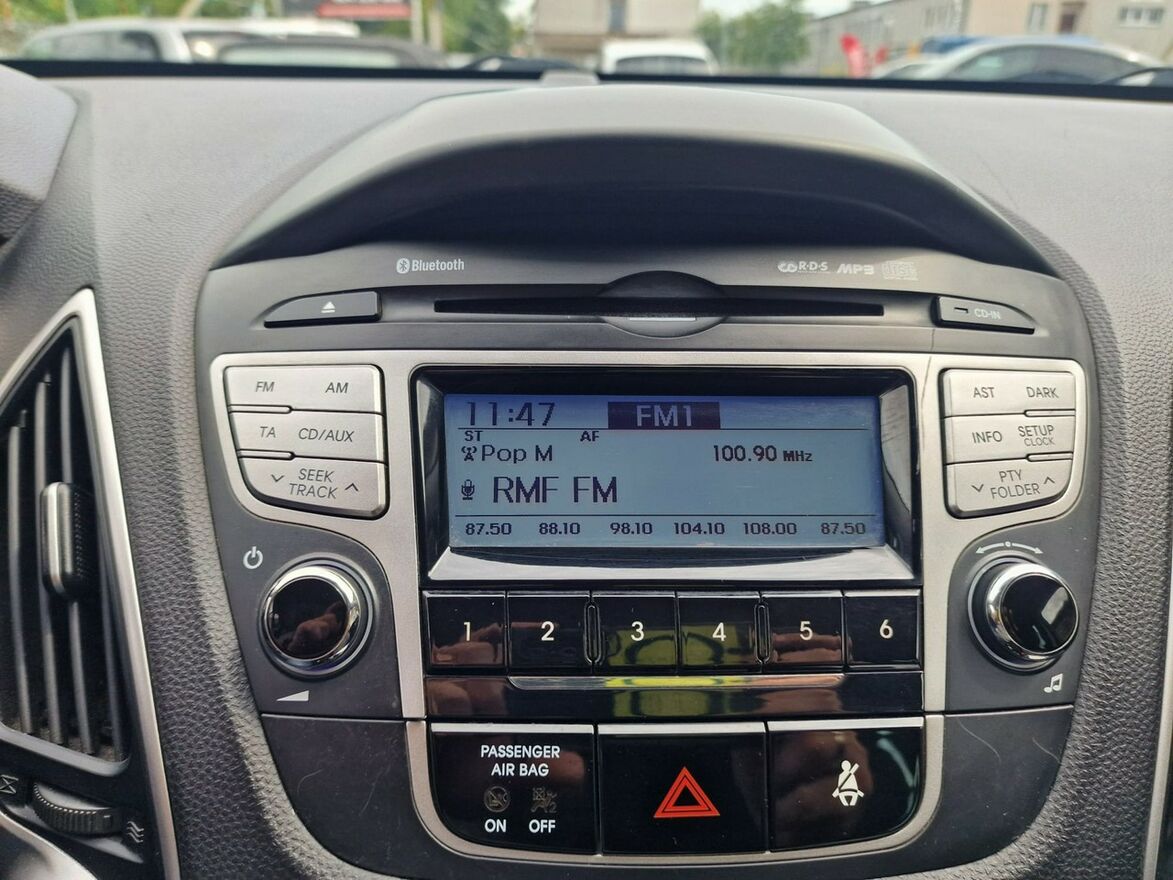 Bluetooth
R·D·S MP3
CD-IN
FM AM
TA CD/AUX
SEEK
TRACK
11:47 FM1
ST AF
Pop M 100.90 MHz
RMF FM
87.50 88.10 98.10 104.10 108.00 87.50
AST DARK
INFO SETUP
CLOCK
PTY
FOLDER
1 2 3 4 5 6
PASSENGER
AIR BAG
ON OFF